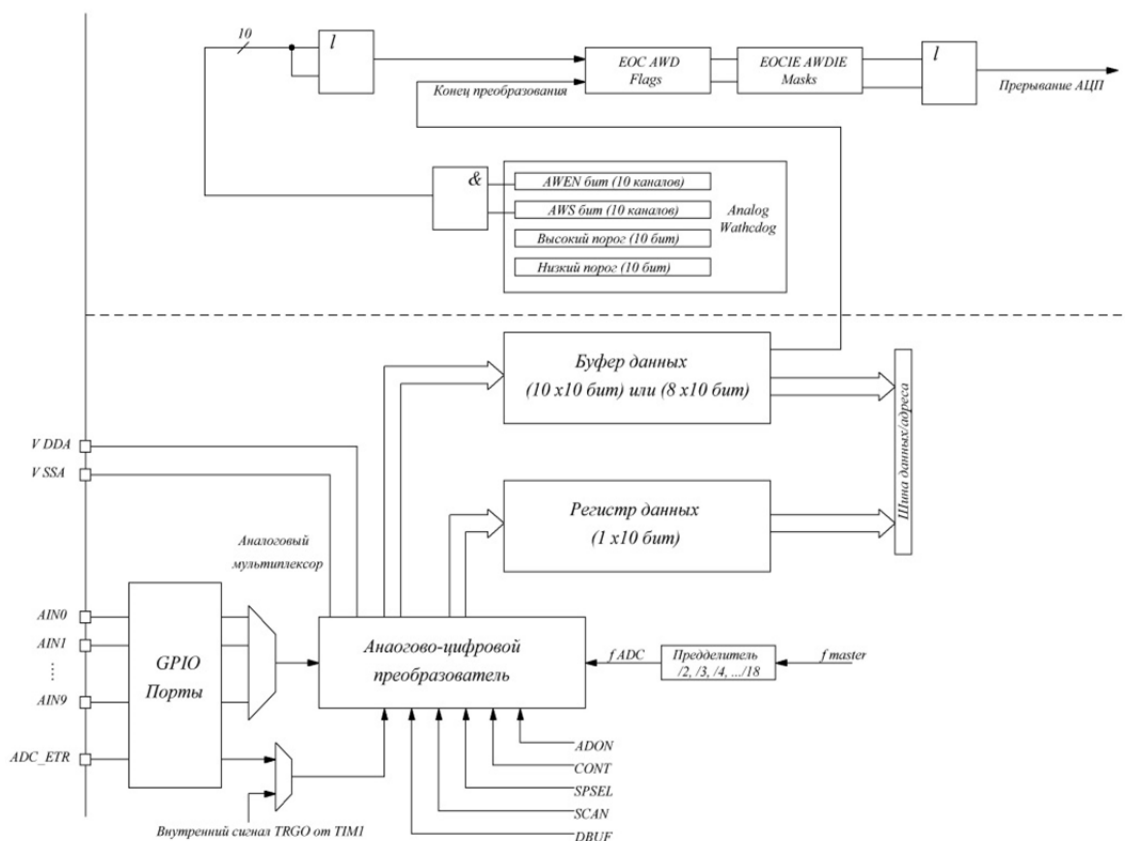 10
l
EOC AWD
Flags
EOCIE AWDIE
Masks
l
Прерывание АЦП
Конец преобразования
&
AWEN бит (10 каналов)
AWS бит (10 каналов)
Высокий порог (10 бит)
Низкий порог (10 бит)
Analog
Wathcdog
Буфер данных
(10 x10 бит) или (8 x10 бит)
Шина данных/адреса
V DDA
V SSA
Регистр данных
(1 x10 бит)
Аналоговый
мультиплексор
AIN0
AIN1
AIN9
ADC_ETR
GPIO
Порты
Анаогово-цифровой
преобразователь
f ADC
Предделитель
/2, /3, /4, .../18
f master
ADON
CONT
SPSEL
SCAN
DBUF
Внутренний сигнал TRGO от TIM1